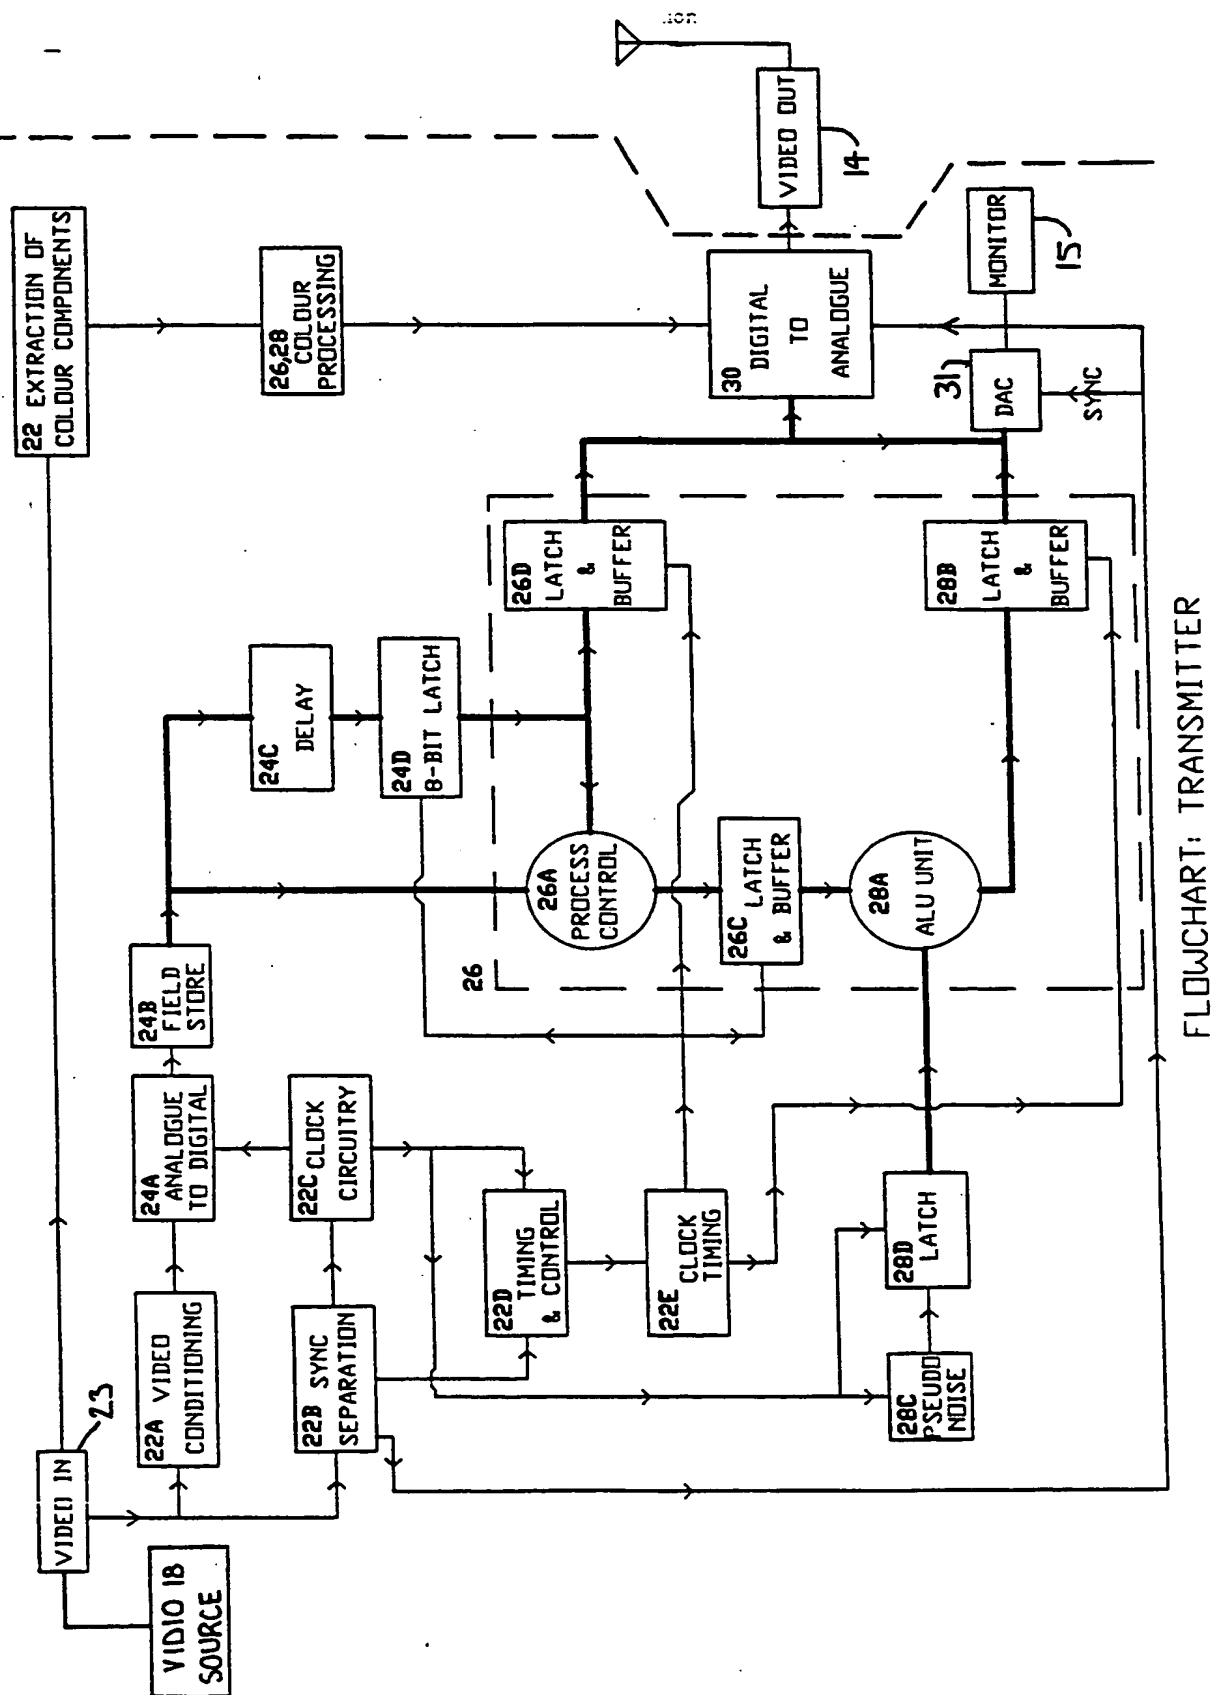 VIDIO 18
SOURCE
VIDEO IN
23
22 EXTRACTION OF
COLOUR COMPONENTS
22A VIDEO
CONDITIONING
24A
ANALOGUE
TO DIGITAL
24B
FIELD
STORE
24C
DELAY
24D
8-BIT LATCH
26,28
COLOUR
PROCESSING
22B SYNC
SEPARATION
22C CLOCK
CIRCUITRY
22D
TIMING
& CONTROL
22E
CLOCK
TIMING
26
26A
PROCESS
CONTROL
26D
LATCH
&
BUFFER
26C
LATCH
& BUFFER
28A
ALU UNIT
28B
LATCH
&
BUFFER
28C
PSEUDO
NOISE
28D
LATCH
30
DIGITAL
TO
ANALOGUE
VIDEO OUT
14
31
DAC
SYNC
MONITOR
15
FLOWCHART: TRANSMITTER